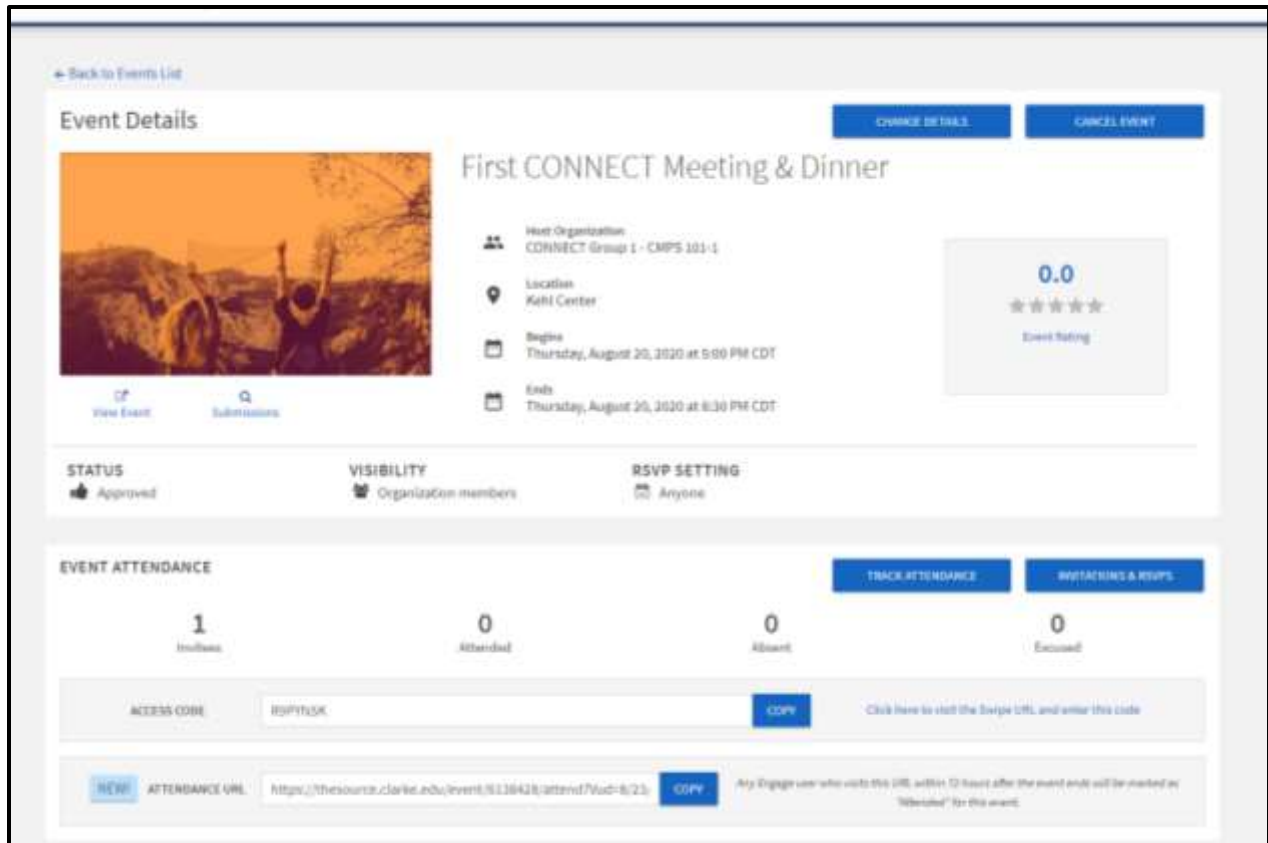 ← Back to Events List
Event Details
CHANGE DETAILS
CANCEL EVENT
First CONNECT Meeting & Dinner
Host Organization
CONNECT Group 1 - CMPS 101-1
Location
Kehl Center
Begins
Thursday, August 20, 2020 at 5:00 PM CDT
Ends
Thursday, August 20, 2020 at 6:30 PM CDT
0.0
Event Rating
View Event
Submissions
STATUS
Approved
VISIBILITY
Organization members
RSVP SETTING
Anyone
EVENT ATTENDANCE
TRACK ATTENDANCE
INVITATIONS & RSVPS
1
Invitees
0
Attended
0
Absent
0
Excused
ACCESS CODE
COPY
Click here to visit the Swipe URL and enter this code
NEW!
ATTENDANCE URL
COPY
Any Engage user who visits this URL within 72 hours after the event ends will be marked as
"Attended" for this event.